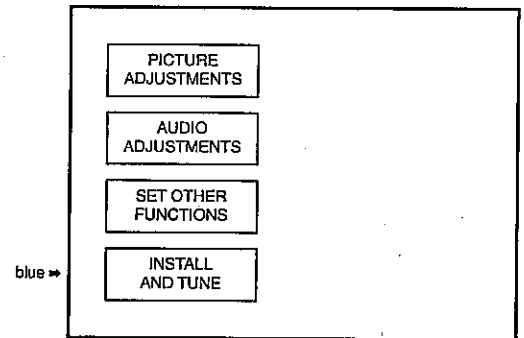 PICTURE
ADJUSTMENTS
AUDIO
ADJUSTMENTS
SET OTHER
FUNCTIONS
blue
INSTALL
AND TUNE